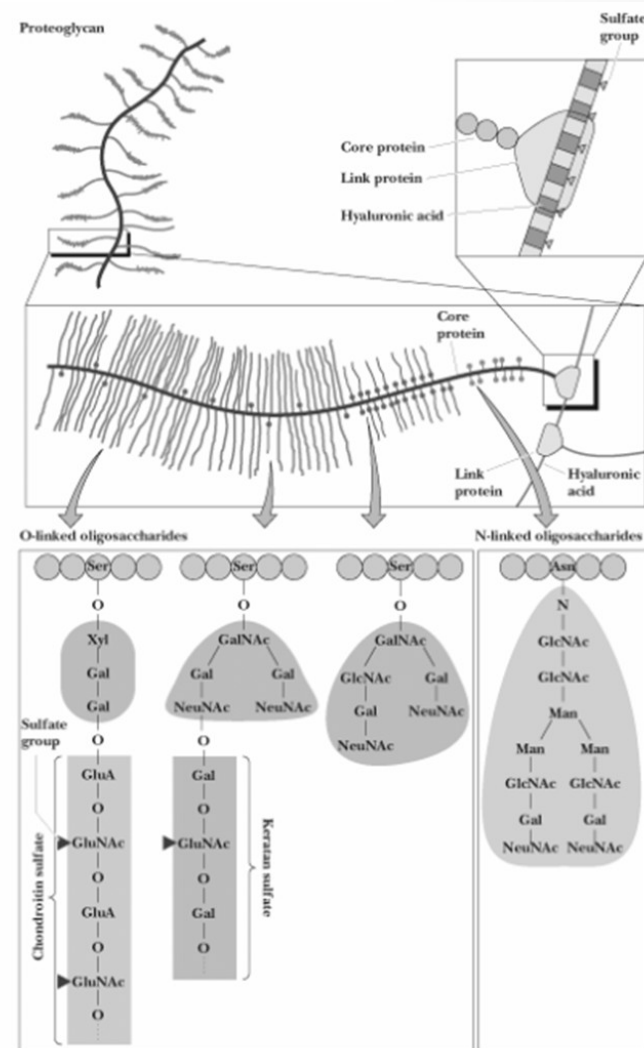 Proteoglycan
Sulfate
group
Core protein
Link protein
Hyaluronic acid
Core
protein
Link
protein
Hyaluronic
acid
O-linked oligosaccharides
N-linked oligosaccharides
Ser
O
Xyl
Gal
Gal
O
Sulfate
group
GluA
O
GluNAc
O
GluA
O
GluNAc
O
Chondroitin sulfate
Ser
O
GalNAc
Gal Gal
NeuNAc NeuNAc
O
Gal
O
GluNAc
O
Gal
O
Keratan sulfate
Ser
O
GalNAc
GlcNAc Gal
Gal NeuNAc
NeuNAc
Asn
N
GlcNAc
GlcNAc
Man
Man Man
GlcNAc GlcNAc
Gal Gal
NeuNAc NeuNAc